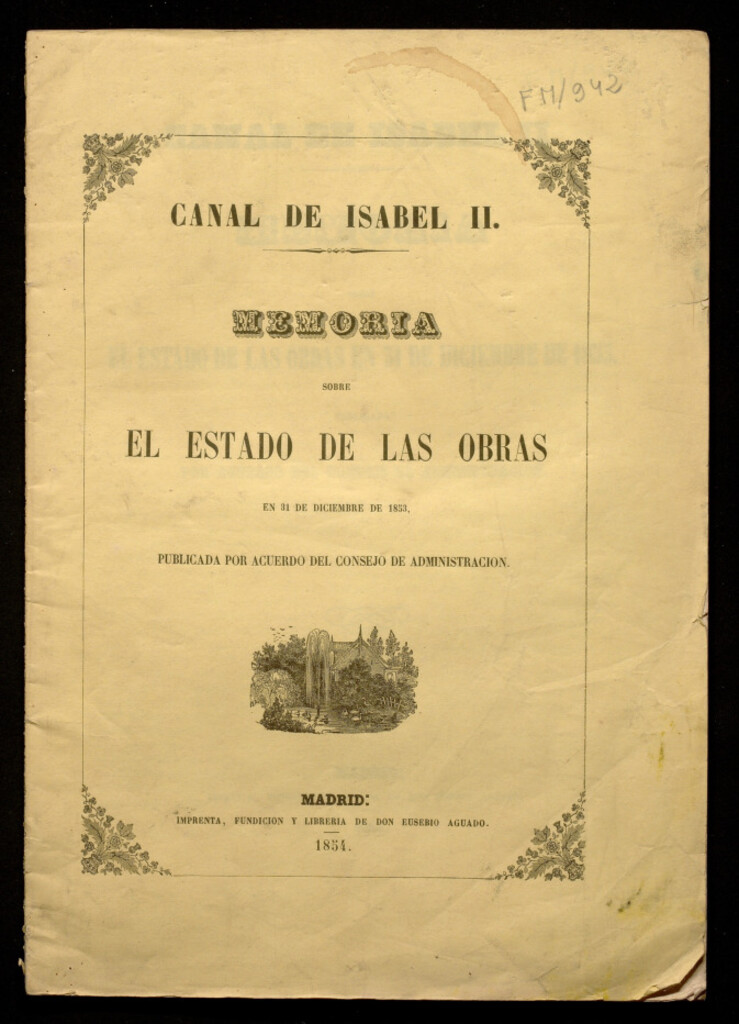 FM/942
CANAL DE ISABEL II.
MEMORIA
SOBRE
EL ESTADO DE LAS OBRAS
EN 31 DE DICIEMBRE DE 1853,
PUBLICADA POR ACUERDO DEL CONSEJO DE ADMINISTRACION.
MADRID:
IMPRENTA, FUNDICION Y LIBRERIA DE DON EUSEBIO AGUADO.
1854.